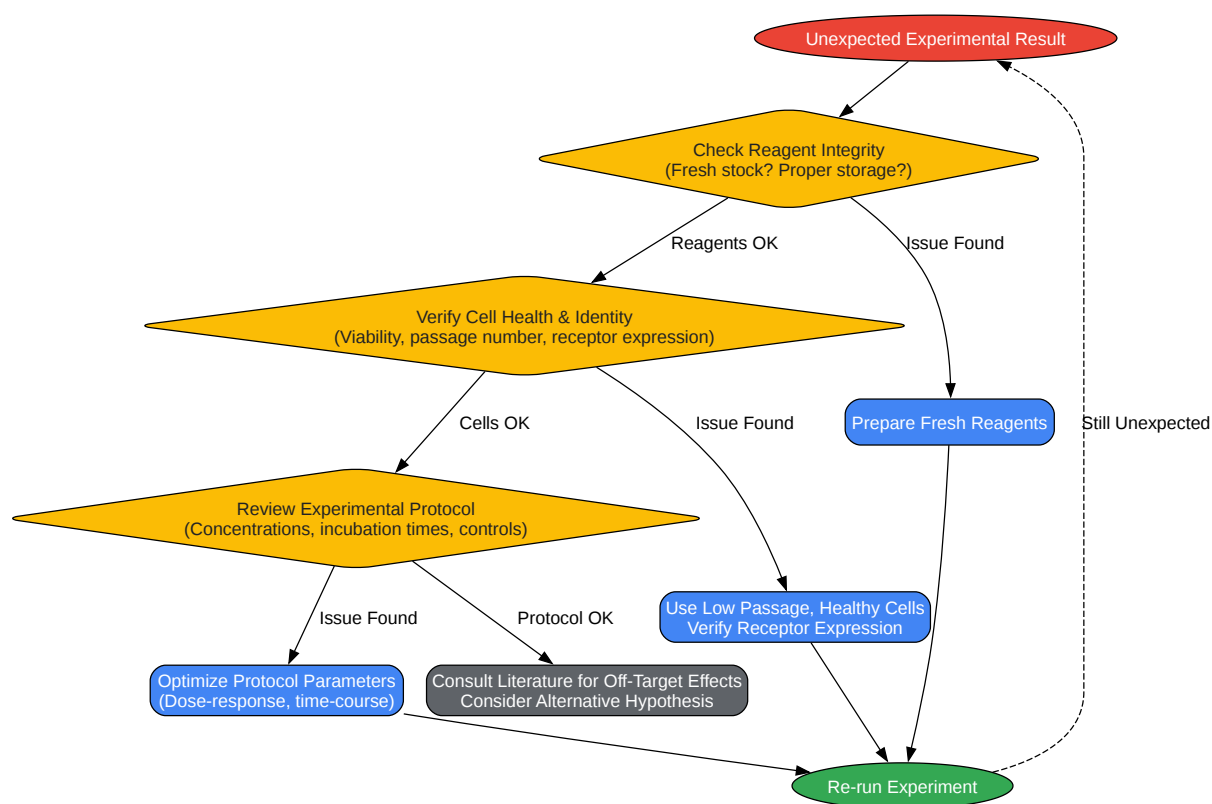 Unexpected Experimental Result
Check Reagent Integrity
(Fresh stock? Proper storage?)
Reagents OK
Issue Found
Verify Cell Health & Identity
(Viability, passage number, receptor expression)
Cells OK
Issue Found
Prepare Fresh Reagents
Still Unexpected
Review Experimental Protocol
(Concentrations, incubation times, controls)
Issue Found
Protocol OK
Use Low Passage, Healthy Cells
Verify Receptor Expression
Optimize Protocol Parameters
(Dose-response, time-course)
Consult Literature for Off-Target Effects
Consider Alternative Hypothesis
Re-run Experiment